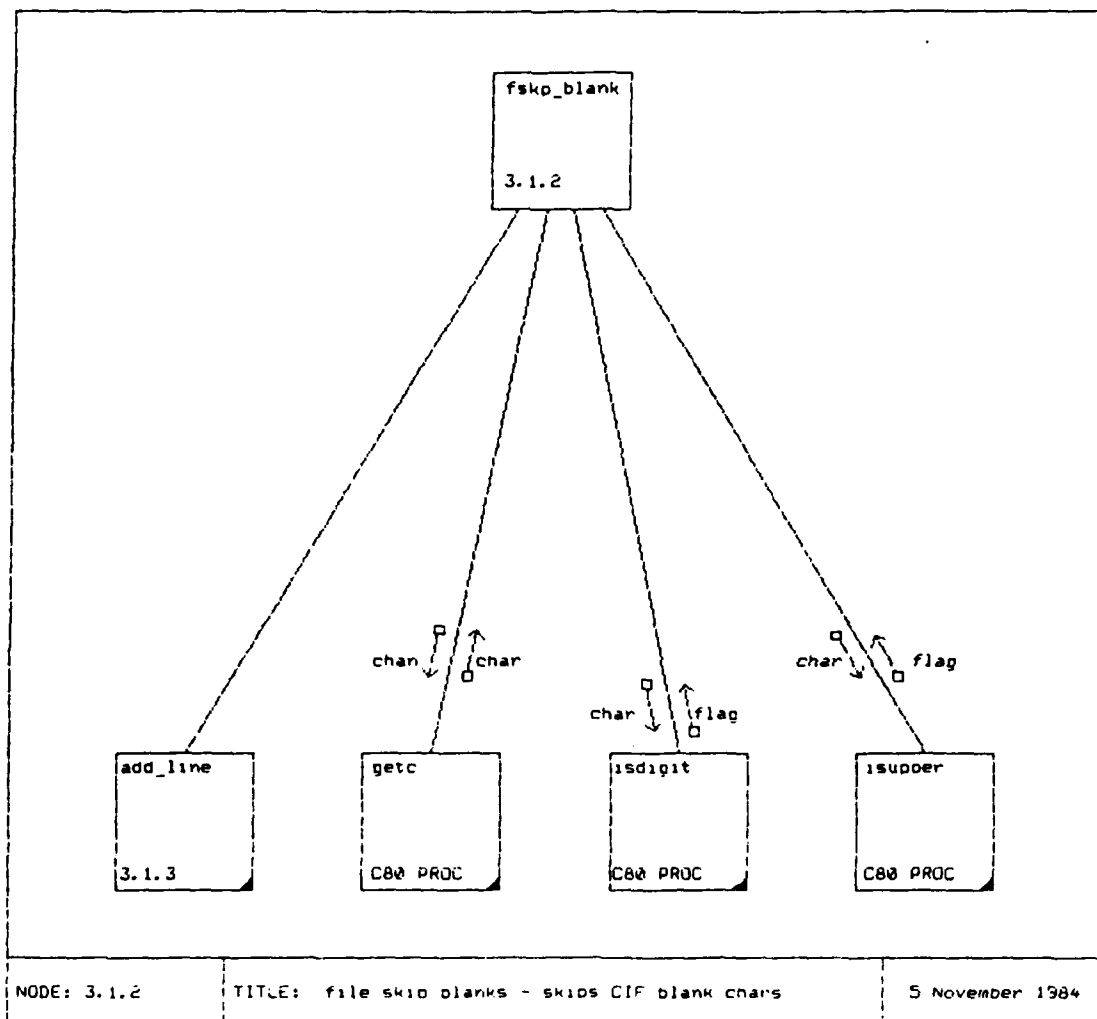 fskp_blank
3.1.2
chan
char
char
flag
char
flag
add_line
getc
isdigit
isupper
3.1.3
C80 PROC
C80 PROC
C80 PROC
NODE: 3.1.2
TITLE: file skip blanks - skips CIF blank chars
5 November 1984